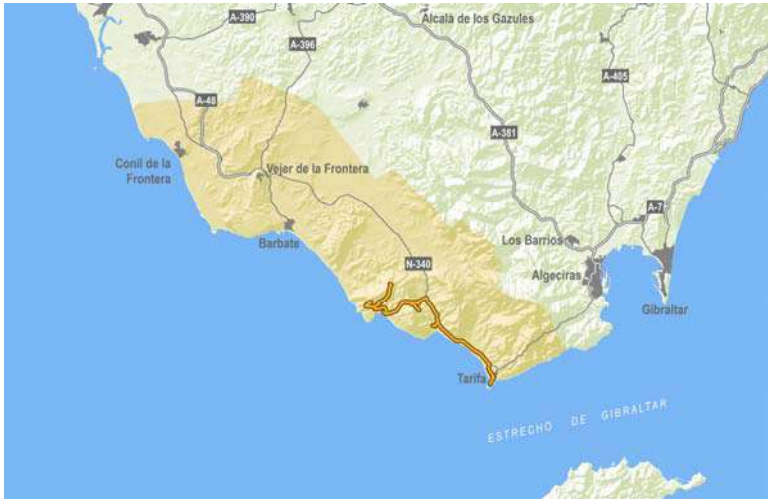 A-390
Alcalá de los Gazules
A-396
A-405
A-48
A-381
Conil de la
Frontera
Vejer de la Frontera
A-7
Barbate
Los Barrios
N-340
Algeciras
Gibraltar
Tarifa
ESTRECHO DE GIBRALTAR